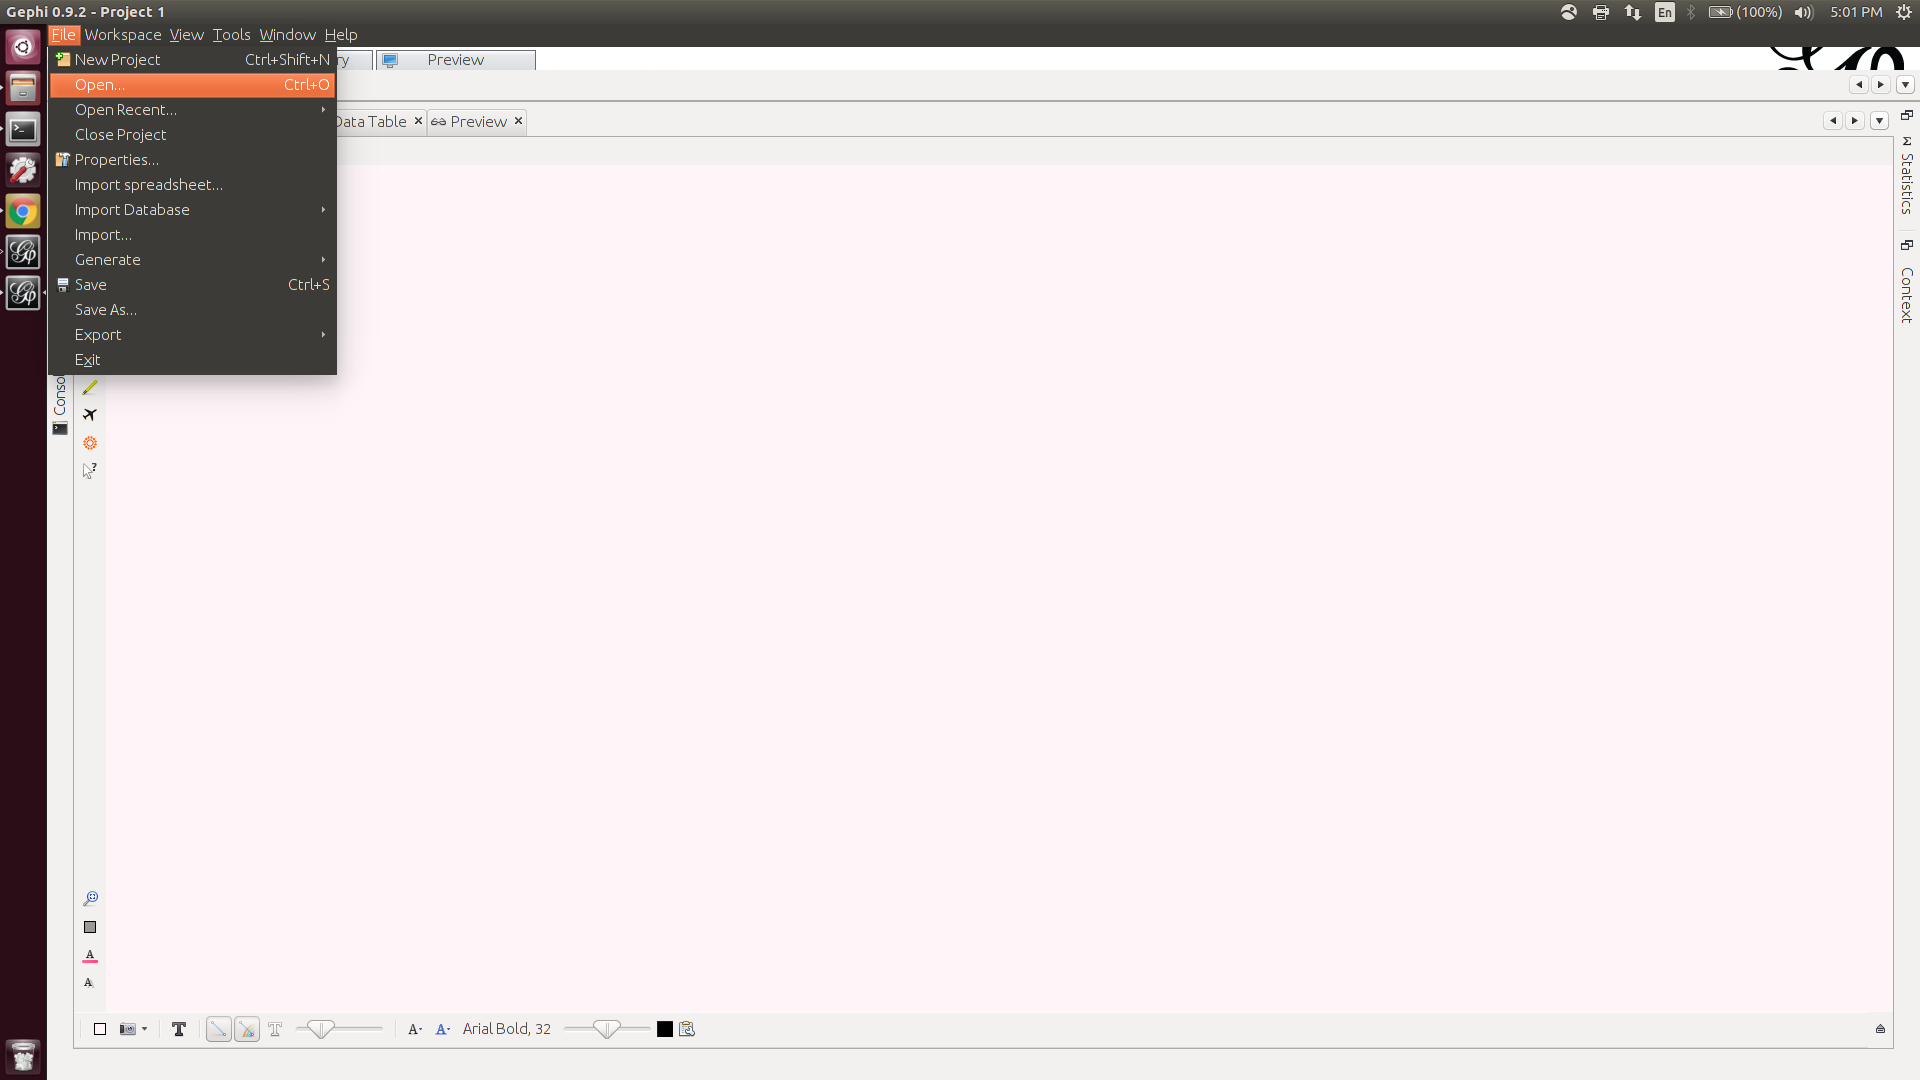 Gephi 0.9.2 - Project 1
En
(100%)
5:01 PM
File Workspace View Tools Window Help
New Project Ctrl+Shift+N
ry
Preview
Open... Ctrl+O
Open Recent...
Data Table
Preview
Close Project
Properties...
Import spreadsheet...
Import Database
Import...
Generate
Save Ctrl+S
Save As...
Export
Exit
Statistics
Context
Consol
Arial Bold, 32